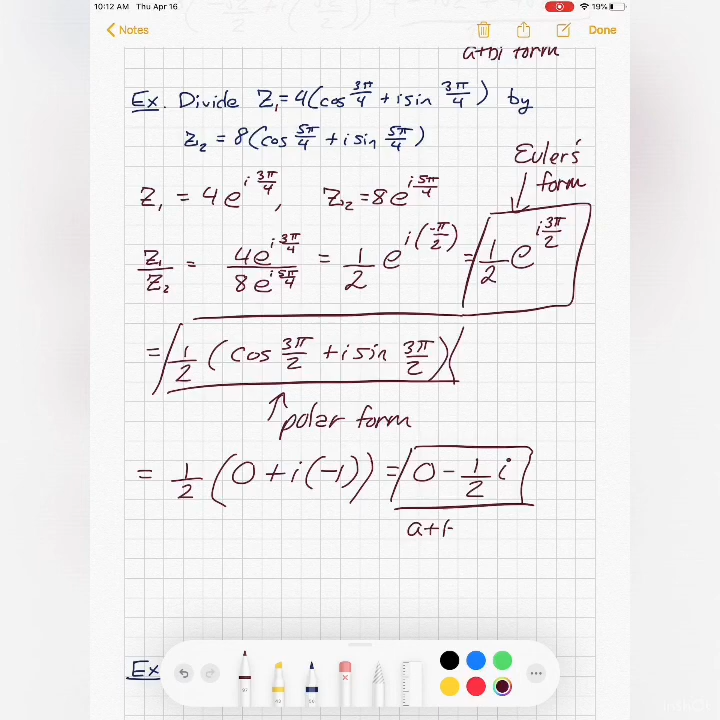 10:12 AM Thu Apr 16
19%
Notes
Done
a+bi form
Ex. Divide Z₁ = 4(cos 3π/4 + i sin 3π/4) by
Z₂ = 8(cos 5π/4 + i sin 5π/4)
Euler's
form
Z₁ = 4e^(i 3π/4), Z₂ = 8e^(i 5π/4)
Z₁/Z₂ = 4e^(i 3π/4)/8e^(i 5π/4) = 1/2 e^(i(-π/2)) = 1/2 e^(i 3π/2)
= 1/2 (cos 3π/2 + i sin 3π/2)
polar form
= 1/2 (0 + i(-1)) = 0 - 1/2 i
a+
Ex